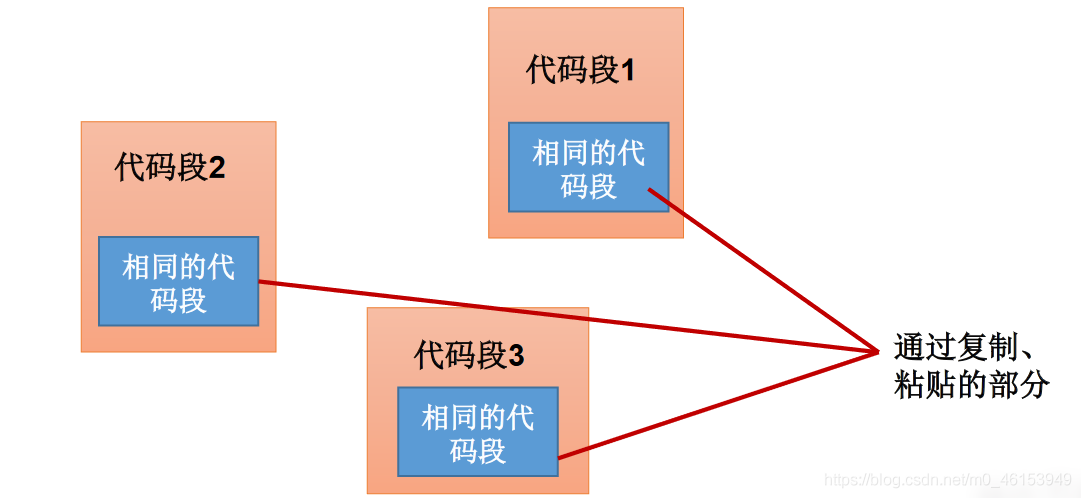 代码段1
相同的代
码段
代码段2
相同的代
码段
代码段3
相同的代
码段
通过复制、
粘贴的部分
https://blog.csdn.net/m0_46153949